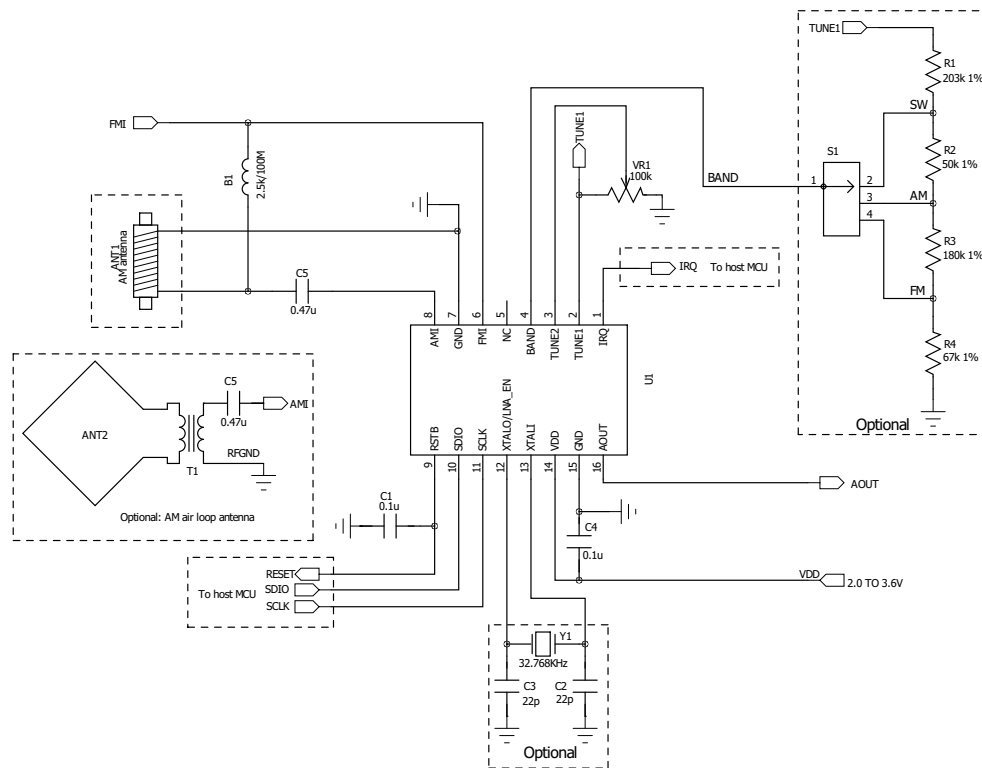 TUNE1
R1
203k 1%
SW
R2
50k 1%
AM
R3
180k 1%
FM
R4
67k 1%
Optional
S1
1
2
3
4
BAND
FMI
B1
2.5k/100M
ANT1
AM antenna
C5
0.47u
TUNE1
VR1
100k
IRQ
To host MCU
8
7
6
5
4
3
2
1
AMI
GND
FMI
NC
BAND
TUNE2
TUNE1
IRQ
U1
RSTB
SDIO
SCLK
XTALO/LNA_EN
XTALI
VDD
GND
AOUT
9
10
11
12
13
14
15
16
ANT2
T1
C5
0.47u
AMI
RFGND
Optional: AM air loop antenna
C1
0.1u
AOUT
C4
0.1u
RESET
SDIO
SCLK
To host MCU
VDD
2.0 TO 3.6V
Y1
32.768KHz
C3
22p
C2
22p
Optional